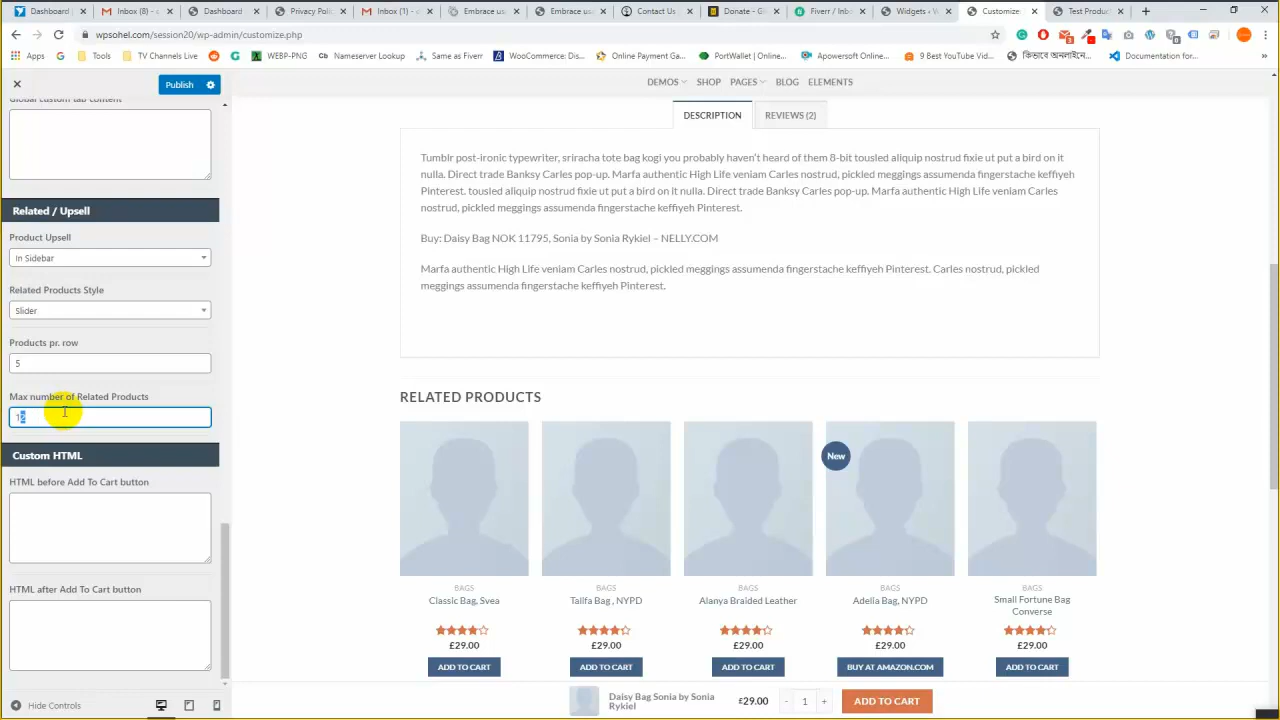 Dashboard
Inbox (8) -
Dashboard
Privacy Polic
Inbox (1) -
Embrace us
Embrace us
Contact Us
Donate - Gi
Fiverr / Inbo
Widgets ‹ W
Customize
Test Produc
wpsohel.com/session20/wp-admin/customize.php
Apps
Tools
TV Channels Live
WEBP-PNG
Cb Nameserver Lookup
Same as Fiverr
WooCommerce: Dis...
Online Payment Ga...
PortWallet | Online...
Apowersoft Online...
9 Best YouTube Vid...
কিভাবে অনলাইনে...
Documentation for...
Publish
DEMOS
SHOP
PAGES
BLOG
ELEMENTS
Global custom tab content
DESCRIPTION
REVIEWS (2)
Tumblr post-ironic typewriter, sriracha tote bag kogi you probably haven't heard of them 8-bit tousled aliquip nostrud fixie ut put a bird on it
nulla. Direct trade Banksy Carles pop-up. Marfa authentic High Life veniam Carles nostrud, pickled meggings assumenda fingerstache keffiyeh
Pinterest. tousled aliquip nostrud fixie ut put a bird on it nulla. Direct trade Banksy Carles pop-up. Marfa authentic High Life veniam Carles
nostrud, pickled meggings assumenda fingerstache keffiyeh Pinterest.
Buy: Daisy Bag NOK 11795, Sonia by Sonia Rykiel – NELLY.COM
Marfa authentic High Life veniam Carles nostrud, pickled meggings assumenda fingerstache keffiyeh Pinterest. Carles nostrud, pickled
meggings assumenda fingerstache keffiyeh Pinterest.
Related / Upsell
Product Upsell
In Sidebar
Related Products Style
Slider
Products pr. row
5
Max number of Related Products
Custom HTML
HTML before Add To Cart button
HTML after Add To Cart button
Hide Controls
RELATED PRODUCTS
New
BAGS
Classic Bag, Svea
£29.00
ADD TO CART
BAGS
Talifa Bag , NYPD
£29.00
ADD TO CART
BAGS
Alanya Braided Leather
£29.00
ADD TO CART
BAGS
Adelia Bag, NYPD
£29.00
BUY AT AMAZON.COM
BAGS
Small Fortune Bag
Converse
£29.00
ADD TO CART
Daisy Bag Sonia by Sonia
Rykiel
£29.00
- 1 +
ADD TO CART